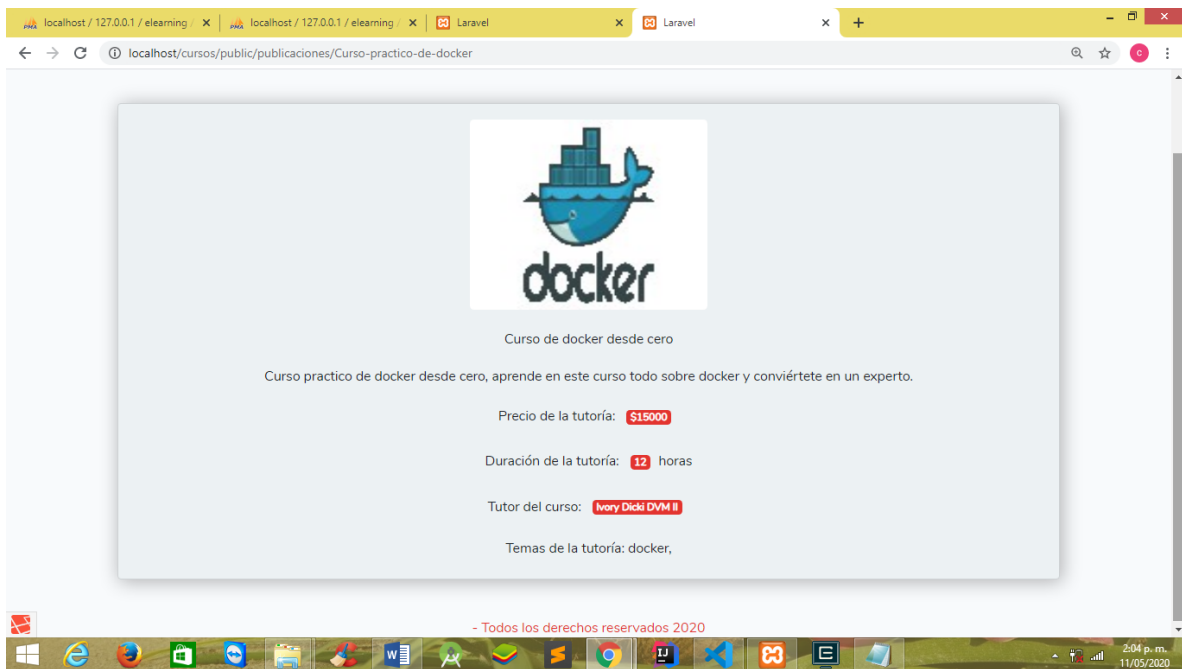 localhost / 127.0.0.1 / elearning /
localhost / 127.0.0.1 / elearning /
Laravel
Laravel
localhost/cursos/public/publicaciones/Curso-practico-de-docker
c
docker
Curso de docker desde cero
Curso practico de docker desde cero, aprende en este curso todo sobre docker y conviértete en un experto.
Precio de la tutoría: $15000
Duración de la tutoría: 12 horas
Tutor del curso: Ivory Dicki DVM II
Temas de la tutoría: docker,
- Todos los derechos reservados 2020
2:04 p. m.
11/05/2020